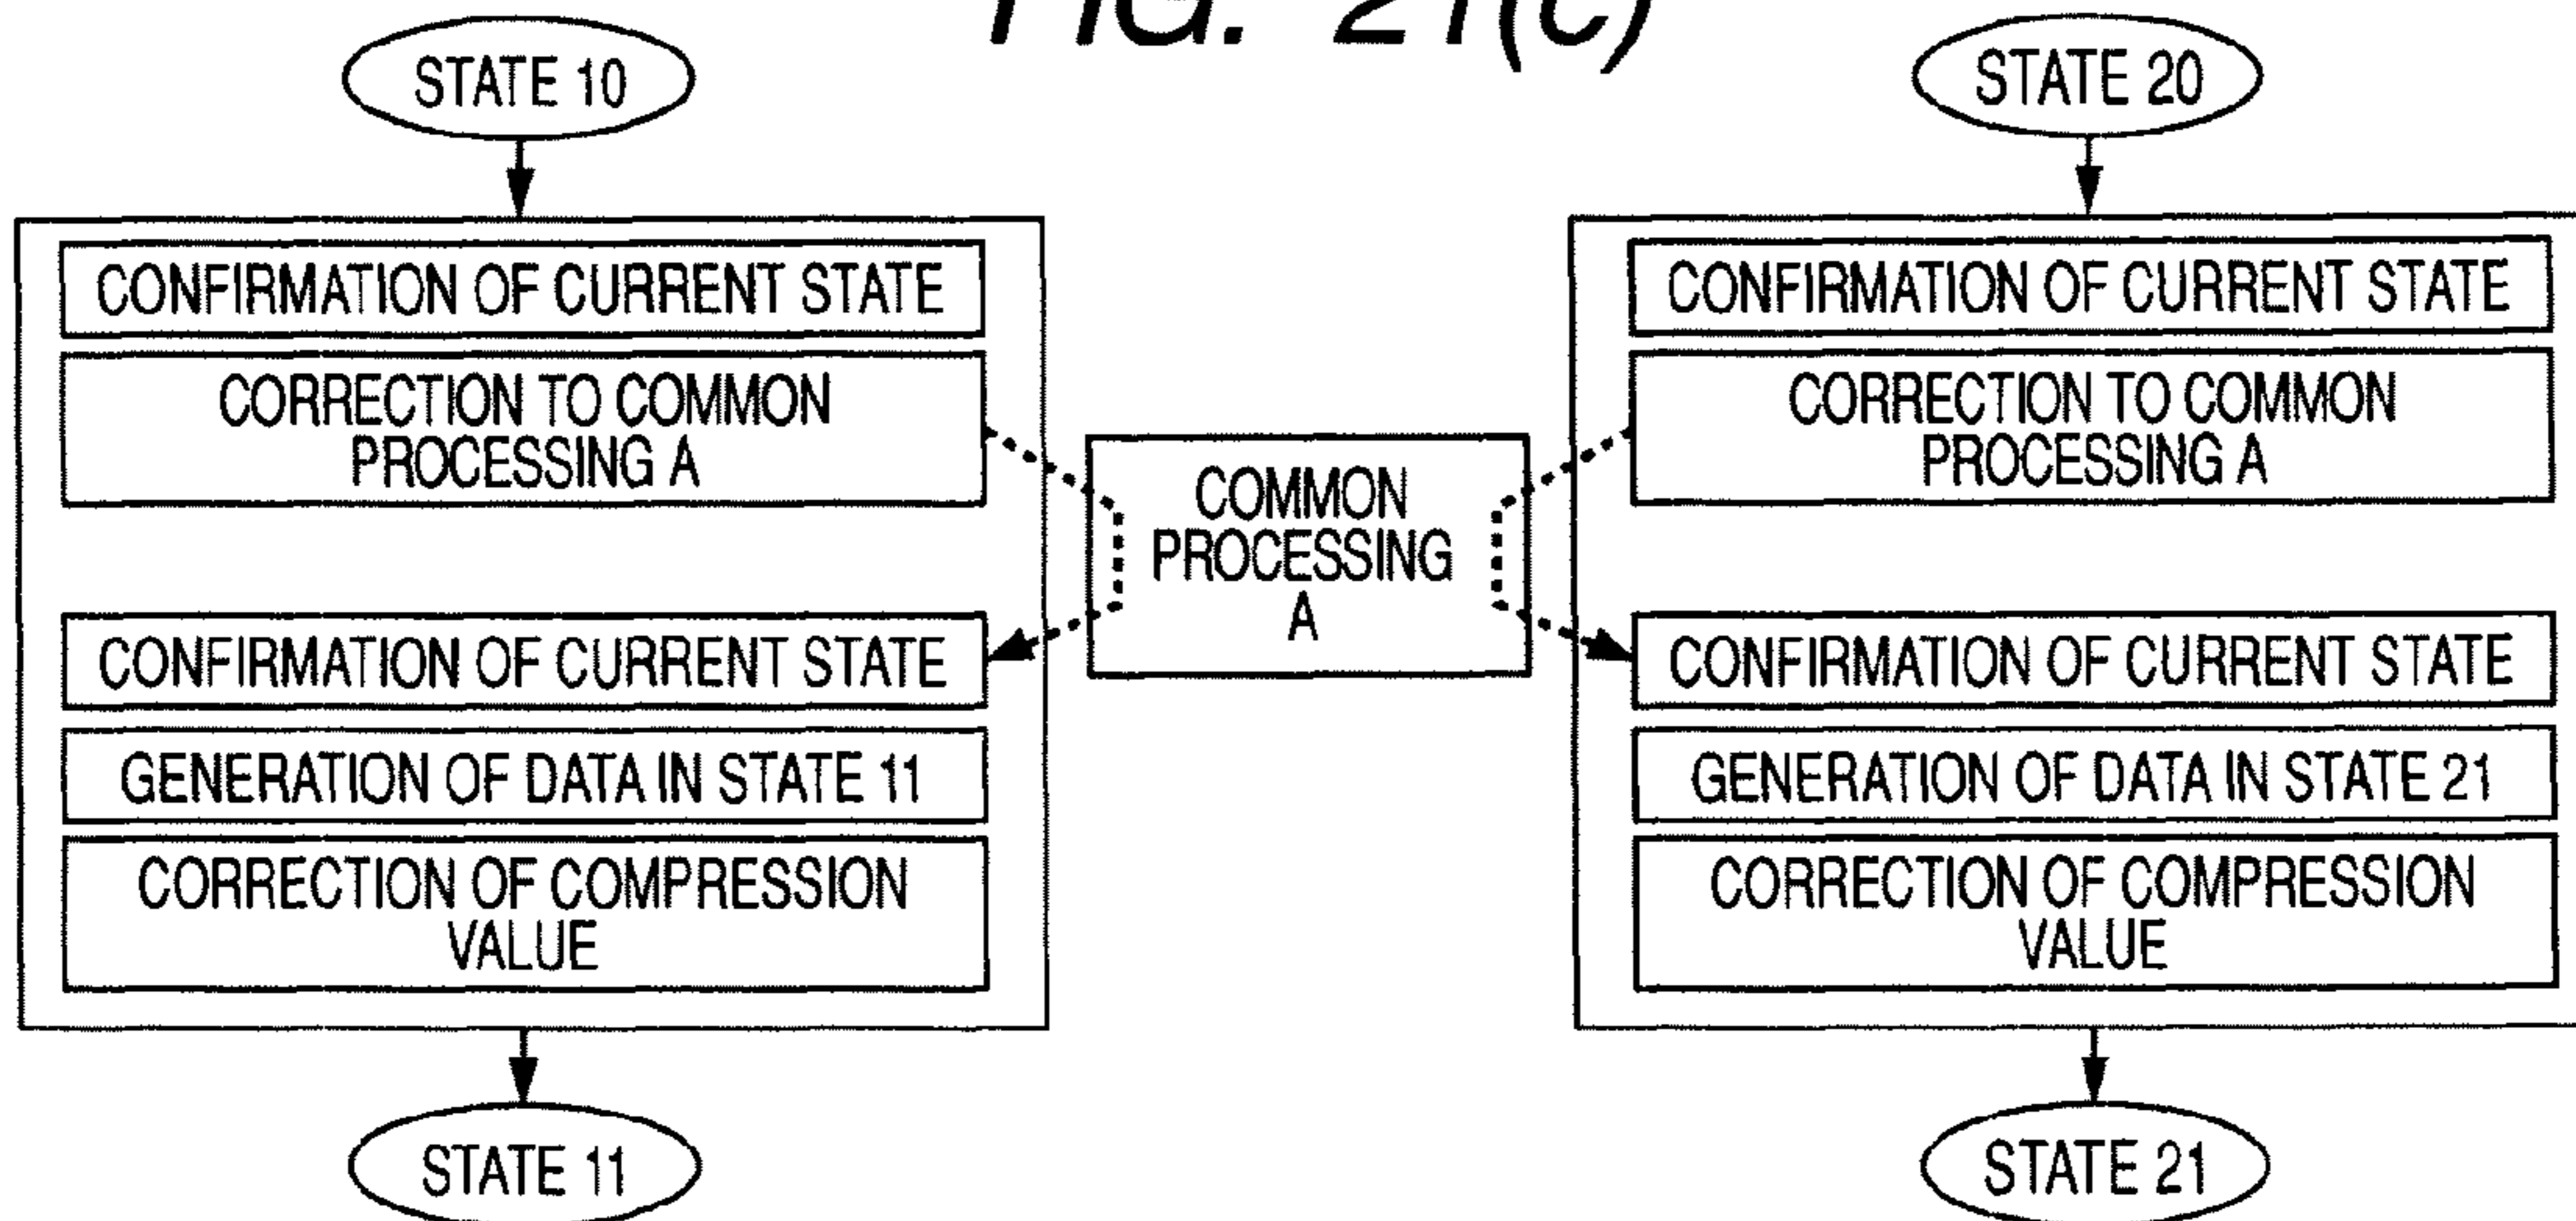 FIG. 21(c)
STATE 10
CONFIRMATION OF CURRENT STATE
CORRECTION TO COMMON
PROCESSING A
CONFIRMATION OF CURRENT STATE
GENERATION OF DATA IN STATE 11
CORRECTION OF COMPRESSION
VALUE
STATE 11
COMMON
PROCESSING
A
STATE 20
CONFIRMATION OF CURRENT STATE
CORRECTION TO COMMON
PROCESSING A
CONFIRMATION OF CURRENT STATE
GENERATION OF DATA IN STATE 21
CORRECTION OF COMPRESSION
VALUE
STATE 21